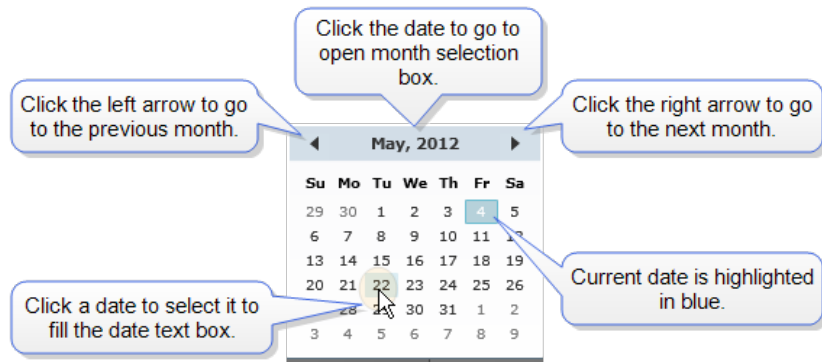 Click the date to go to
open month selection
box.
Click the left arrow to go
to the previous month.
Click the right arrow to go
to the next month.
May, 2012
Su Mo Tu We Th Fr Sa
29 30 1 2 3 4 5
6 7 8 9 10 11 12
13 14 15 16 17 18 19
20 21 22 23 24 25 26
28 29 30 31 1 2
3 4 5 6 7 8 9
Current date is highlighted
in blue.
Click a date to select it to
fill the date text box.